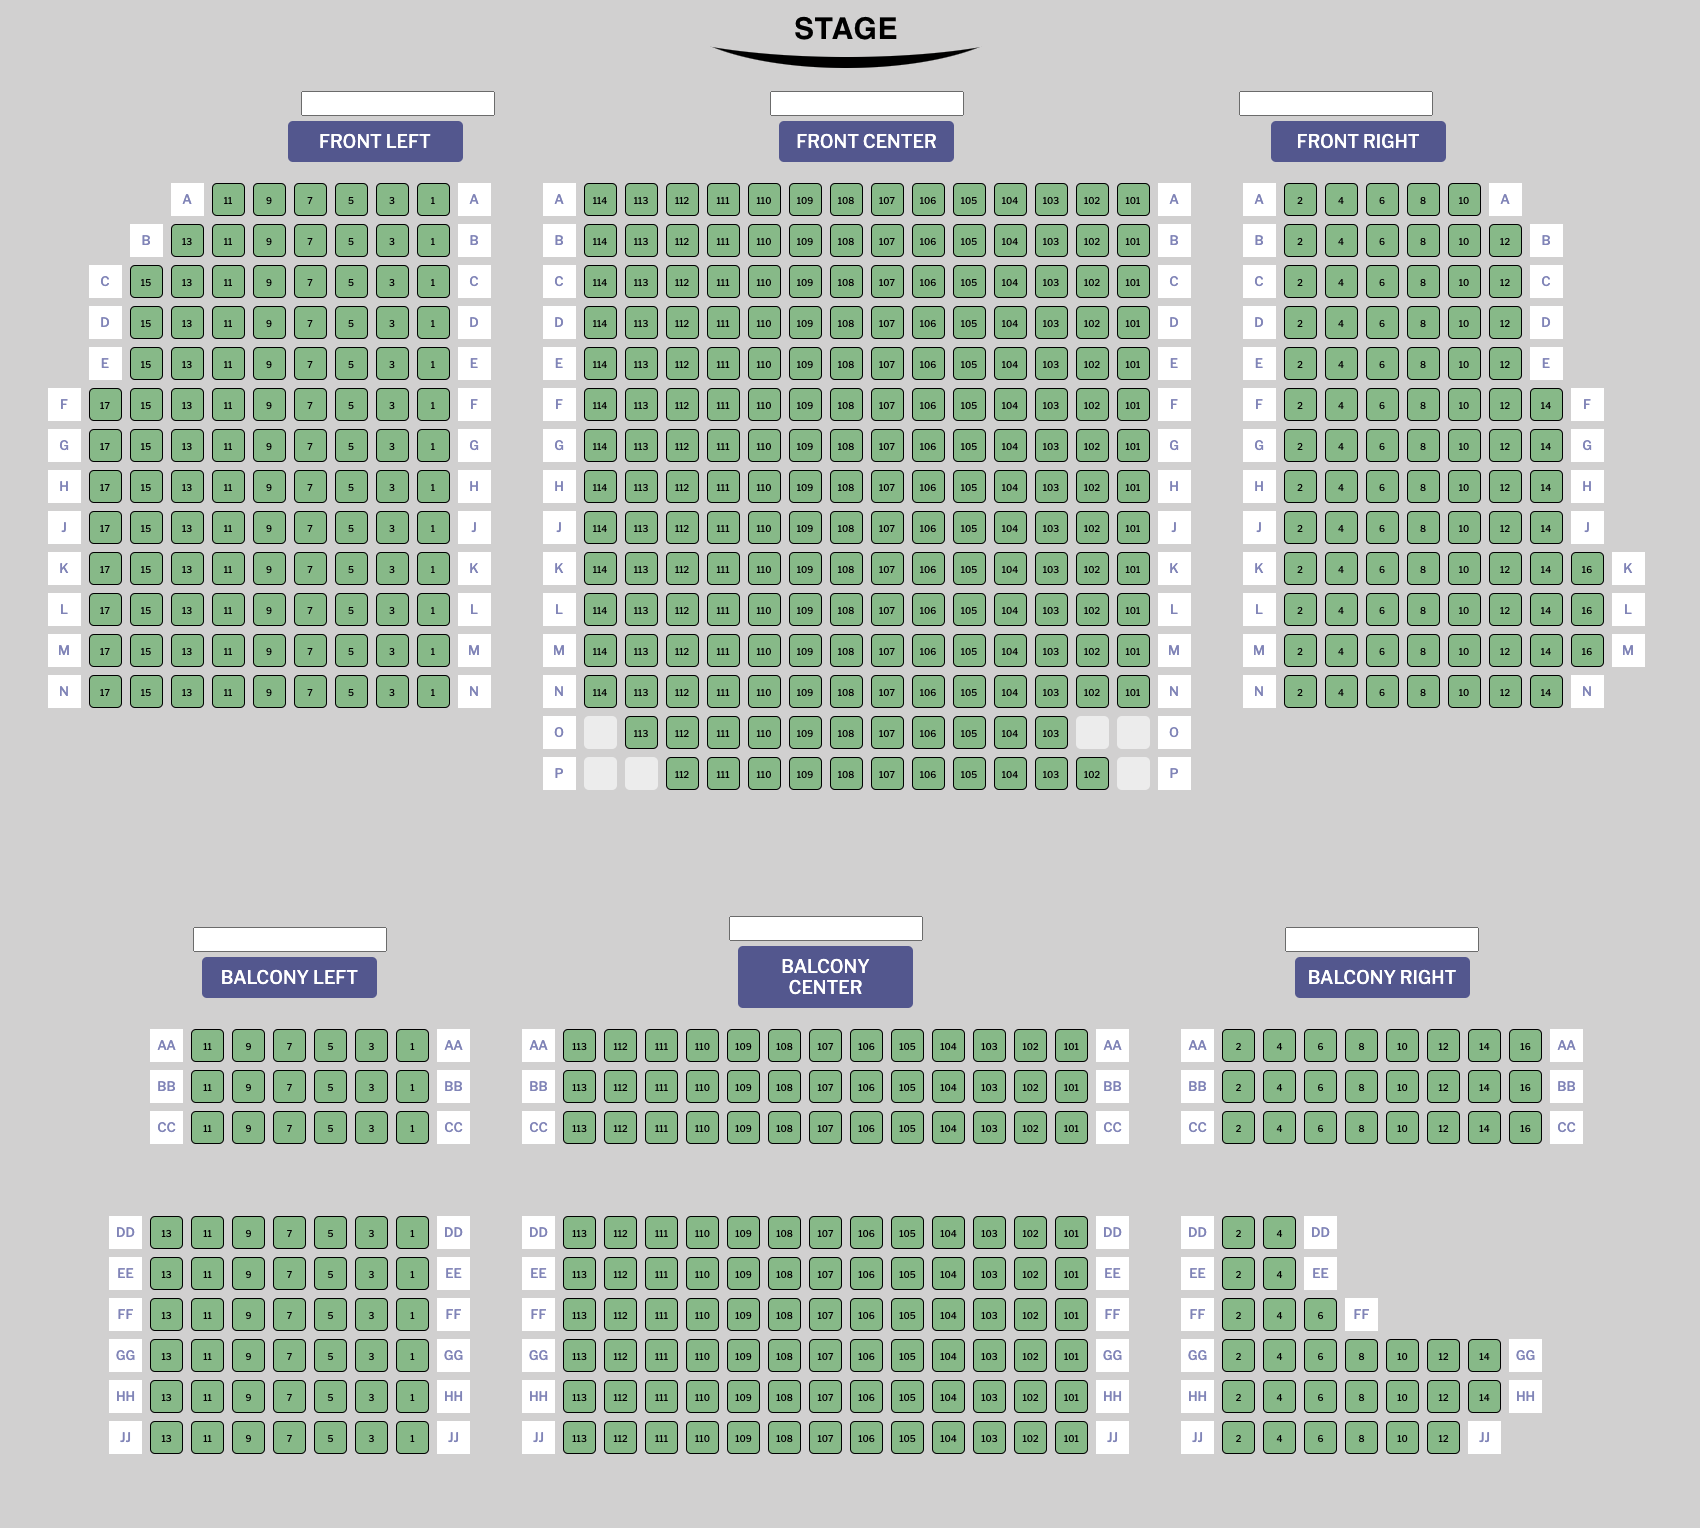 STAGE
FRONT LEFT
FRONT CENTER
FRONT RIGHT
A 11 9 7 5 3 1 A A 114 113 112 111 110 109 108 107 106 105 104 103 102 101 A A 2 4 6 8 10 A
B 13 11 9 7 5 3 1 B B 114 113 112 111 110 109 108 107 106 105 104 103 102 101 B B 2 4 6 8 10 12 B
C 15 13 11 9 7 5 3 1 C C 114 113 112 111 110 109 108 107 106 105 104 103 102 101 C C 2 4 6 8 10 12 C
D 15 13 11 9 7 5 3 1 D D 114 113 112 111 110 109 108 107 106 105 104 103 102 101 D D 2 4 6 8 10 12 D
E 15 13 11 9 7 5 3 1 E E 114 113 112 111 110 109 108 107 106 105 104 103 102 101 E E 2 4 6 8 10 12 E
F 17 15 13 11 9 7 5 3 1 F F 114 113 112 111 110 109 108 107 106 105 104 103 102 101 F F 2 4 6 8 10 12 14 F
G 17 15 13 11 9 7 5 3 1 G G 114 113 112 111 110 109 108 107 106 105 104 103 102 101 G G 2 4 6 8 10 12 14 G
H 17 15 13 11 9 7 5 3 1 H H 114 113 112 111 110 109 108 107 106 105 104 103 102 101 H H 2 4 6 8 10 12 14 H
J 17 15 13 11 9 7 5 3 1 J J 114 113 112 111 110 109 108 107 106 105 104 103 102 101 J J 2 4 6 8 10 12 14 J
K 17 15 13 11 9 7 5 3 1 K K 114 113 112 111 110 109 108 107 106 105 104 103 102 101 K K 2 4 6 8 10 12 14 16 K
L 17 15 13 11 9 7 5 3 1 L L 114 113 112 111 110 109 108 107 106 105 104 103 102 101 L L 2 4 6 8 10 12 14 16 L
M 17 15 13 11 9 7 5 3 1 M M 114 113 112 111 110 109 108 107 106 105 104 103 102 101 M M 2 4 6 8 10 12 14 16 M
N 17 15 13 11 9 7 5 3 1 N N 114 113 112 111 110 109 108 107 106 105 104 103 102 101 N N 2 4 6 8 10 12 14 N
O 113 112 111 110 109 108 107 106 105 104 103 O
P 112 111 110 109 108 107 106 105 104 103 102 P
BALCONY LEFT
BALCONY
CENTER
BALCONY RIGHT
AA 11 9 7 5 3 1 AA AA 113 112 111 110 109 108 107 106 105 104 103 102 101 AA AA 2 4 6 8 10 12 14 16 AA
BB 11 9 7 5 3 1 BB BB 113 112 111 110 109 108 107 106 105 104 103 102 101 BB BB 2 4 6 8 10 12 14 16 BB
CC 11 9 7 5 3 1 CC CC 113 112 111 110 109 108 107 106 105 104 103 102 101 CC CC 2 4 6 8 10 12 14 16 CC
DD 13 11 9 7 5 3 1 DD DD 113 112 111 110 109 108 107 106 105 104 103 102 101 DD DD 2 4 DD
EE 13 11 9 7 5 3 1 EE EE 113 112 111 110 109 108 107 106 105 104 103 102 101 EE EE 2 4 EE
FF 13 11 9 7 5 3 1 FF FF 113 112 111 110 109 108 107 106 105 104 103 102 101 FF FF 2 4 6 FF
GG 13 11 9 7 5 3 1 GG GG 113 112 111 110 109 108 107 106 105 104 103 102 101 GG GG 2 4 6 8 10 12 14 GG
HH 13 11 9 7 5 3 1 HH HH 113 112 111 110 109 108 107 106 105 104 103 102 101 HH HH 2 4 6 8 10 12 14 HH
JJ 13 11 9 7 5 3 1 JJ JJ 113 112 111 110 109 108 107 106 105 104 103 102 101 JJ JJ 2 4 6 8 10 12 JJ